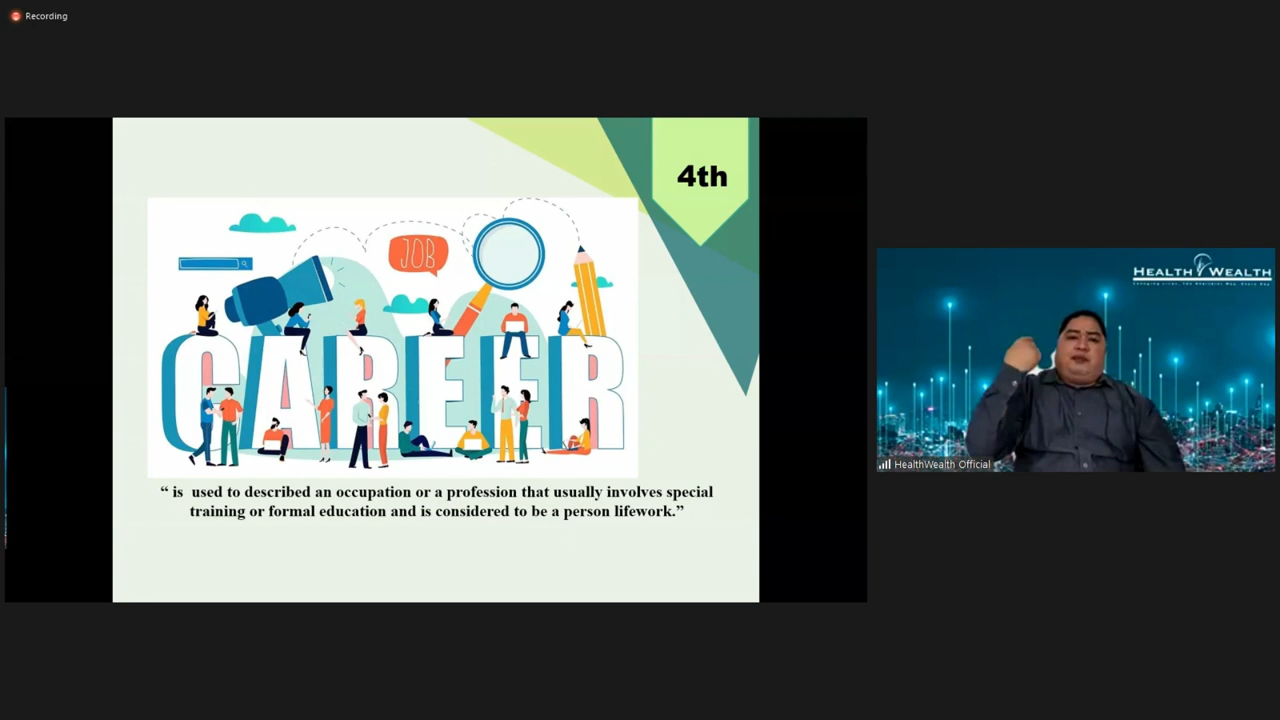 Recording
4th
JOB
CAREER
“ is used to described an occupation or a profession that usually involves special
training or formal education and is considered to be a person lifework.”
HEALTH WEALTH
HealthWealth Official